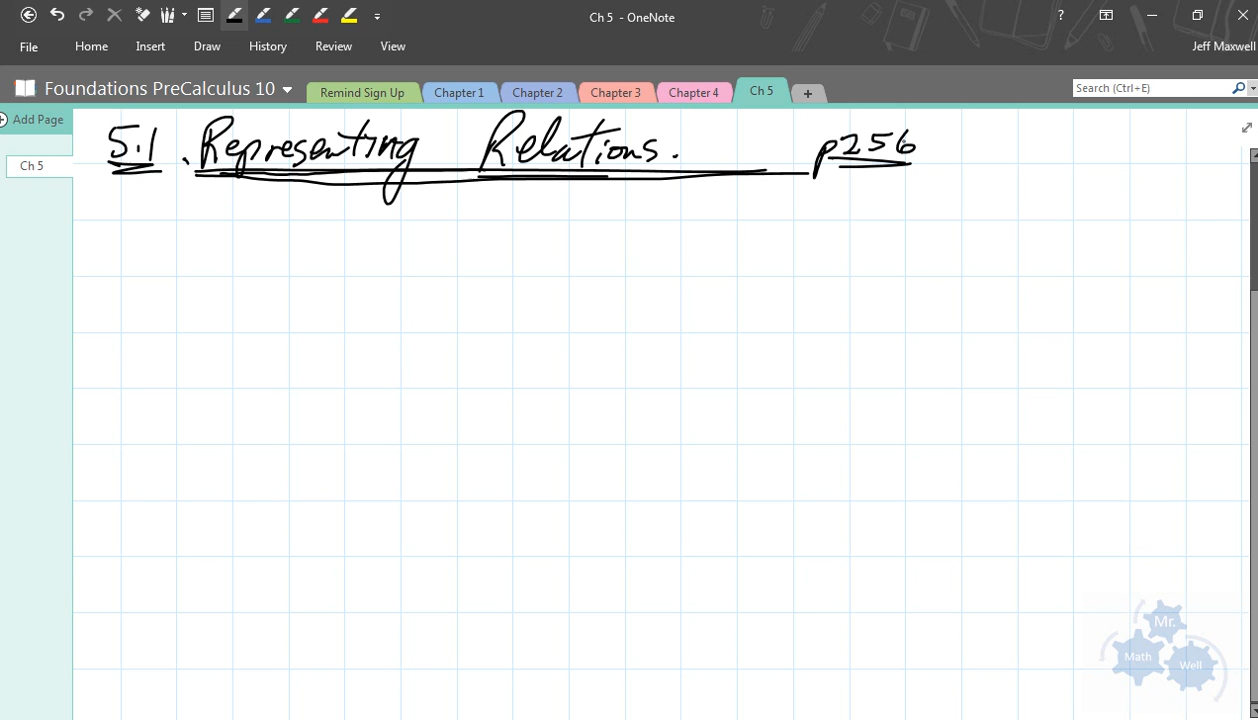 Ch 5 - OneNote
?
File Home Insert Draw History Review View
Jeff Maxwell
Foundations PreCalculus 10
Remind Sign Up Chapter 1 Chapter 2 Chapter 3 Chapter 4 Ch 5 +
Search (Ctrl+E)
Add Page
Ch 5
5.1. Representing Relations. p256
Mr.
Math
Well